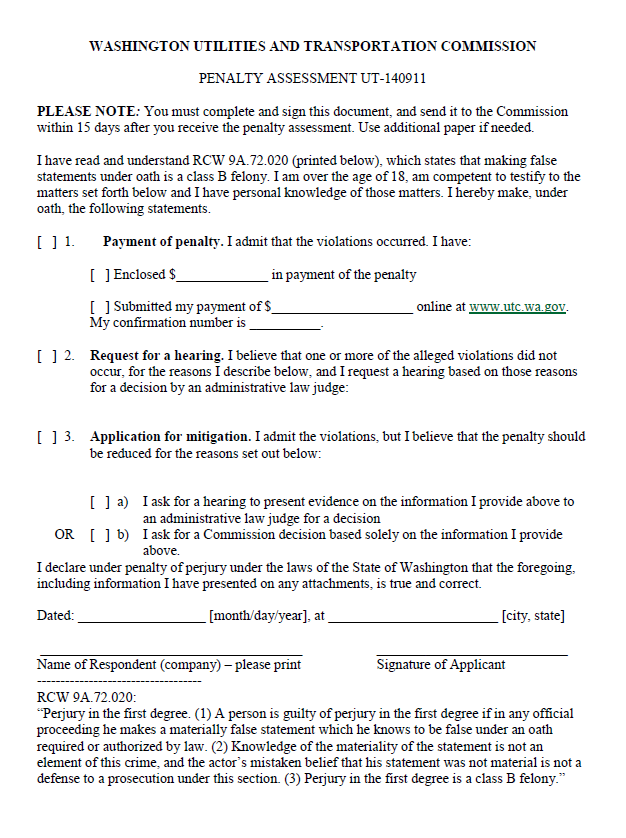 WASHINGTON UTILITIES AND TRANSPORTATION COMMISSION
PENALTY ASSESSMENT UT-140911
PLEASE NOTE: You must complete and sign this document, and send it to the Commission
within 15 days after you receive the penalty assessment. Use additional paper if needed.
I have read and understand RCW 9A.72.020 (printed below), which states that making false
statements under oath is a class B felony. I am over the age of 18, am competent to testify to the
matters set forth below and I have personal knowledge of those matters. I hereby make, under
oath, the following statements.
[ ] 1. Payment of penalty. I admit that the violations occurred. I have:
[ ] Enclosed $______________ in payment of the penalty
[ ] Submitted my payment of $_____________________ online at www.utc.wa.gov.
My confirmation number is ___________.
[ ] 2. Request for a hearing. I believe that one or more of the alleged violations did not
occur, for the reasons I describe below, and I request a hearing based on those reasons
for a decision by an administrative law judge:
[ ] 3. Application for mitigation. I admit the violations, but I believe that the penalty should
be reduced for the reasons set out below:
[ ] a) I ask for a hearing to present evidence on the information I provide above to
an administrative law judge for a decision
OR [ ] b) I ask for a Commission decision based solely on the information I provide
above.
I declare under penalty of perjury under the laws of the State of Washington that the foregoing,
including information I have presented on any attachments, is true and correct.
Dated: ___________________ [month/day/year], at _________________________ [city, state]
_______________________________________ ____________________________
Name of Respondent (company) – please print Signature of Applicant
-----------------------------------
RCW 9A.72.020:
“Perjury in the first degree. (1) A person is guilty of perjury in the first degree if in any official
proceeding he makes a materially false statement which he knows to be false under an oath
required or authorized by law. (2) Knowledge of the materiality of the statement is not an
element of this crime, and the actor’s mistaken belief that his statement was not material is not a
defense to a prosecution under this section. (3) Perjury in the first degree is a class B felony.”